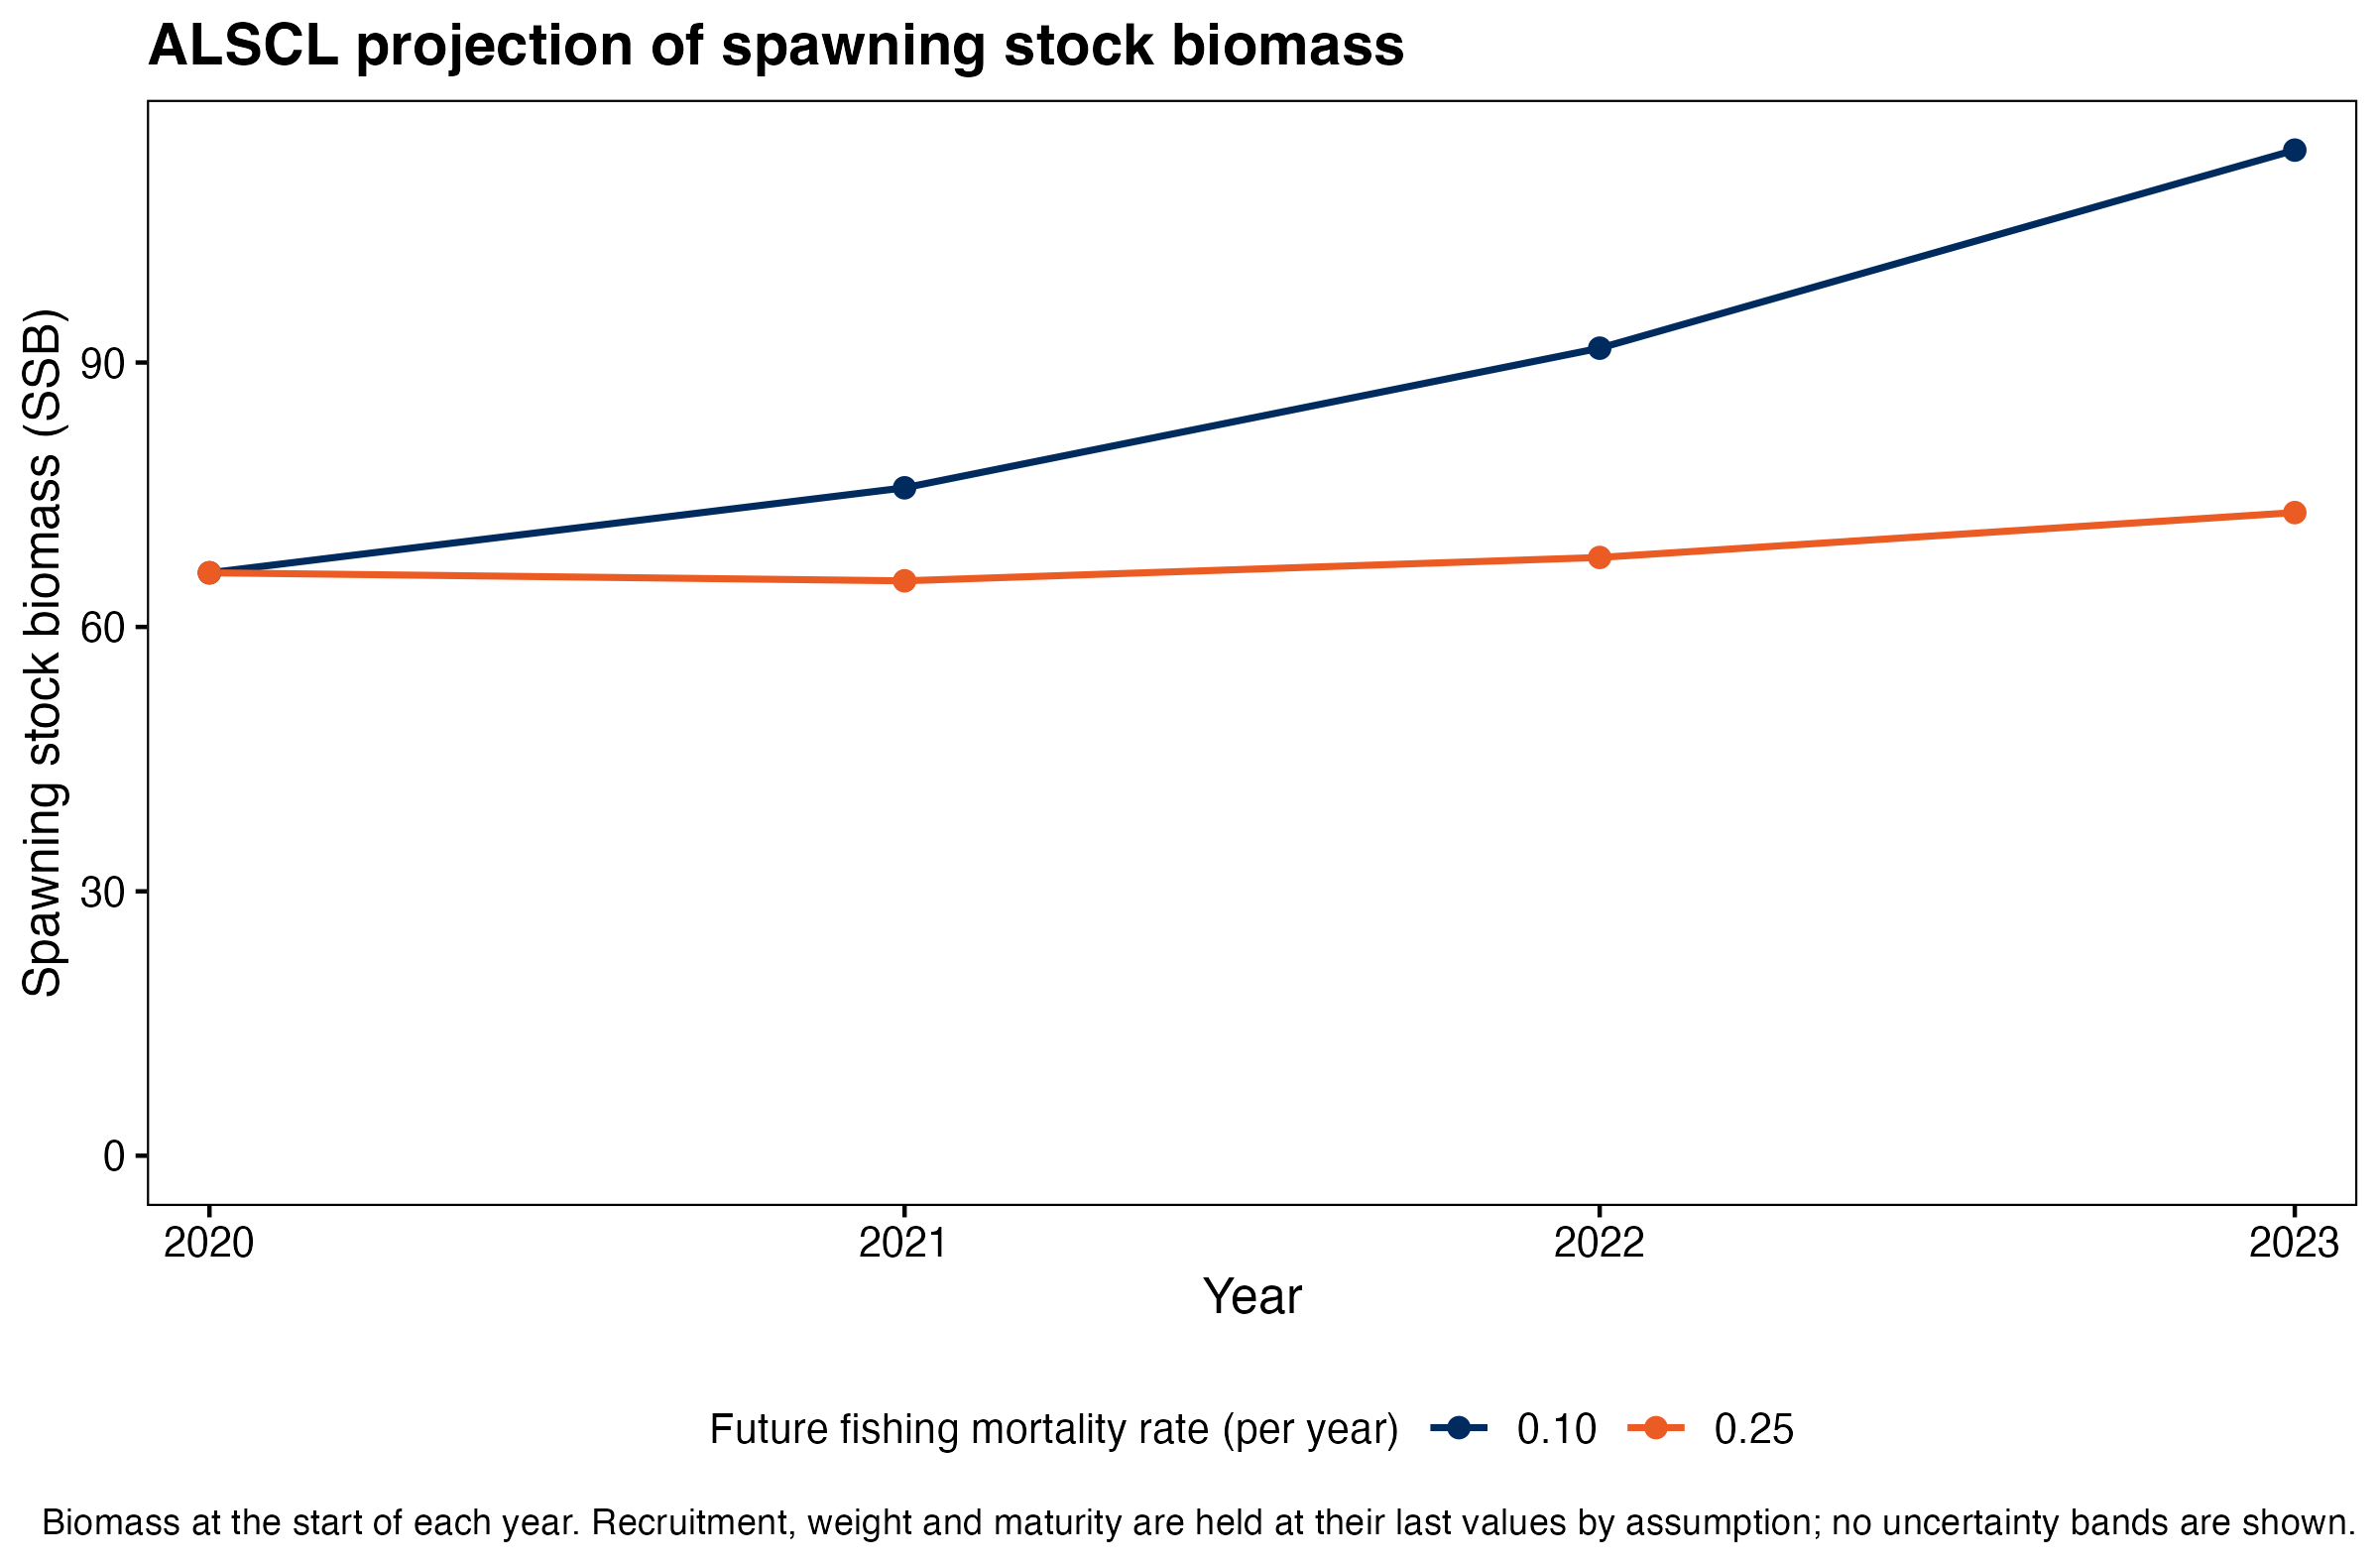 ALSCL projection of spawning stock biomass
Spawning stock biomass (SSB)
90
60
30
0
2020 2021 2022 2023
Year
Future fishing mortality rate (per year) 0.10 0.25
Biomass at the start of each year. Recruitment, weight and maturity are held at their last values by assumption; no uncertainty bands are shown.